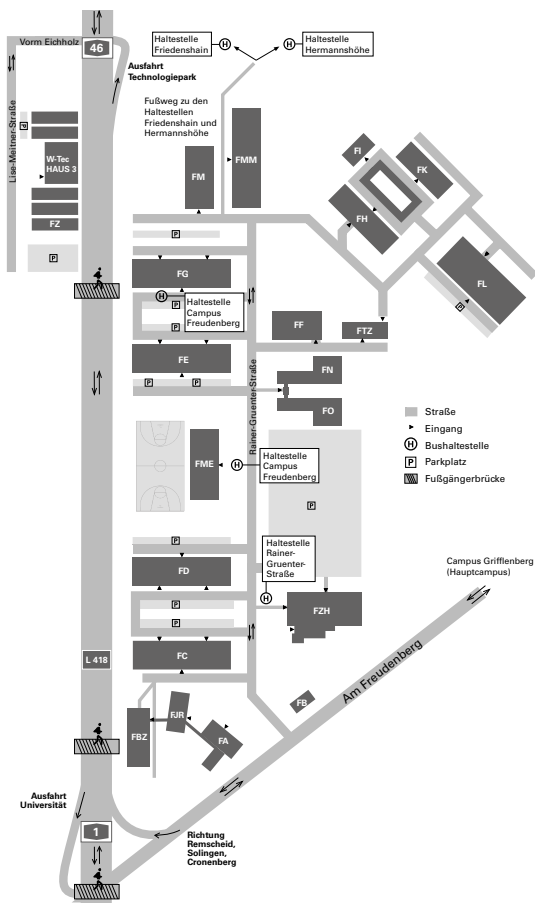 Vorm Eichholz
46
Haltestelle
Friedenshain
H
H
Haltestelle
Hermannshöhe
Ausfahrt
Technologiepark
Lise-Meitner-Straße
P
W-Tec
HAUS 3
FZ
P
Fußweg zu den
Haltestellen
Friedenshain und
Hermannshöhe
FM
FMM
FI
FK
FH
FL
P
P
FG
H
Haltestelle
Campus
Freudenberg
P
P
FF
FTZ
FE
P
P
Rainer-Gruenter-Straße
FN
FO
FME
H
Haltestelle
Campus
Freudenberg
P
Straße
Eingang
H
Bushaltestelle
P
Parkplatz
Fußgängerbrücke
P
FD
Haltestelle
Rainer-
Gruenter-
Straße
H
P
P
FZH
Campus Grifflenberg
(Hauptcampus)
L 418
FC
Am Freudenberg
FB
FBZ
FJR
FA
Ausfahrt
Universität
1
Richtung
Remscheid,
Solingen,
Cronenberg